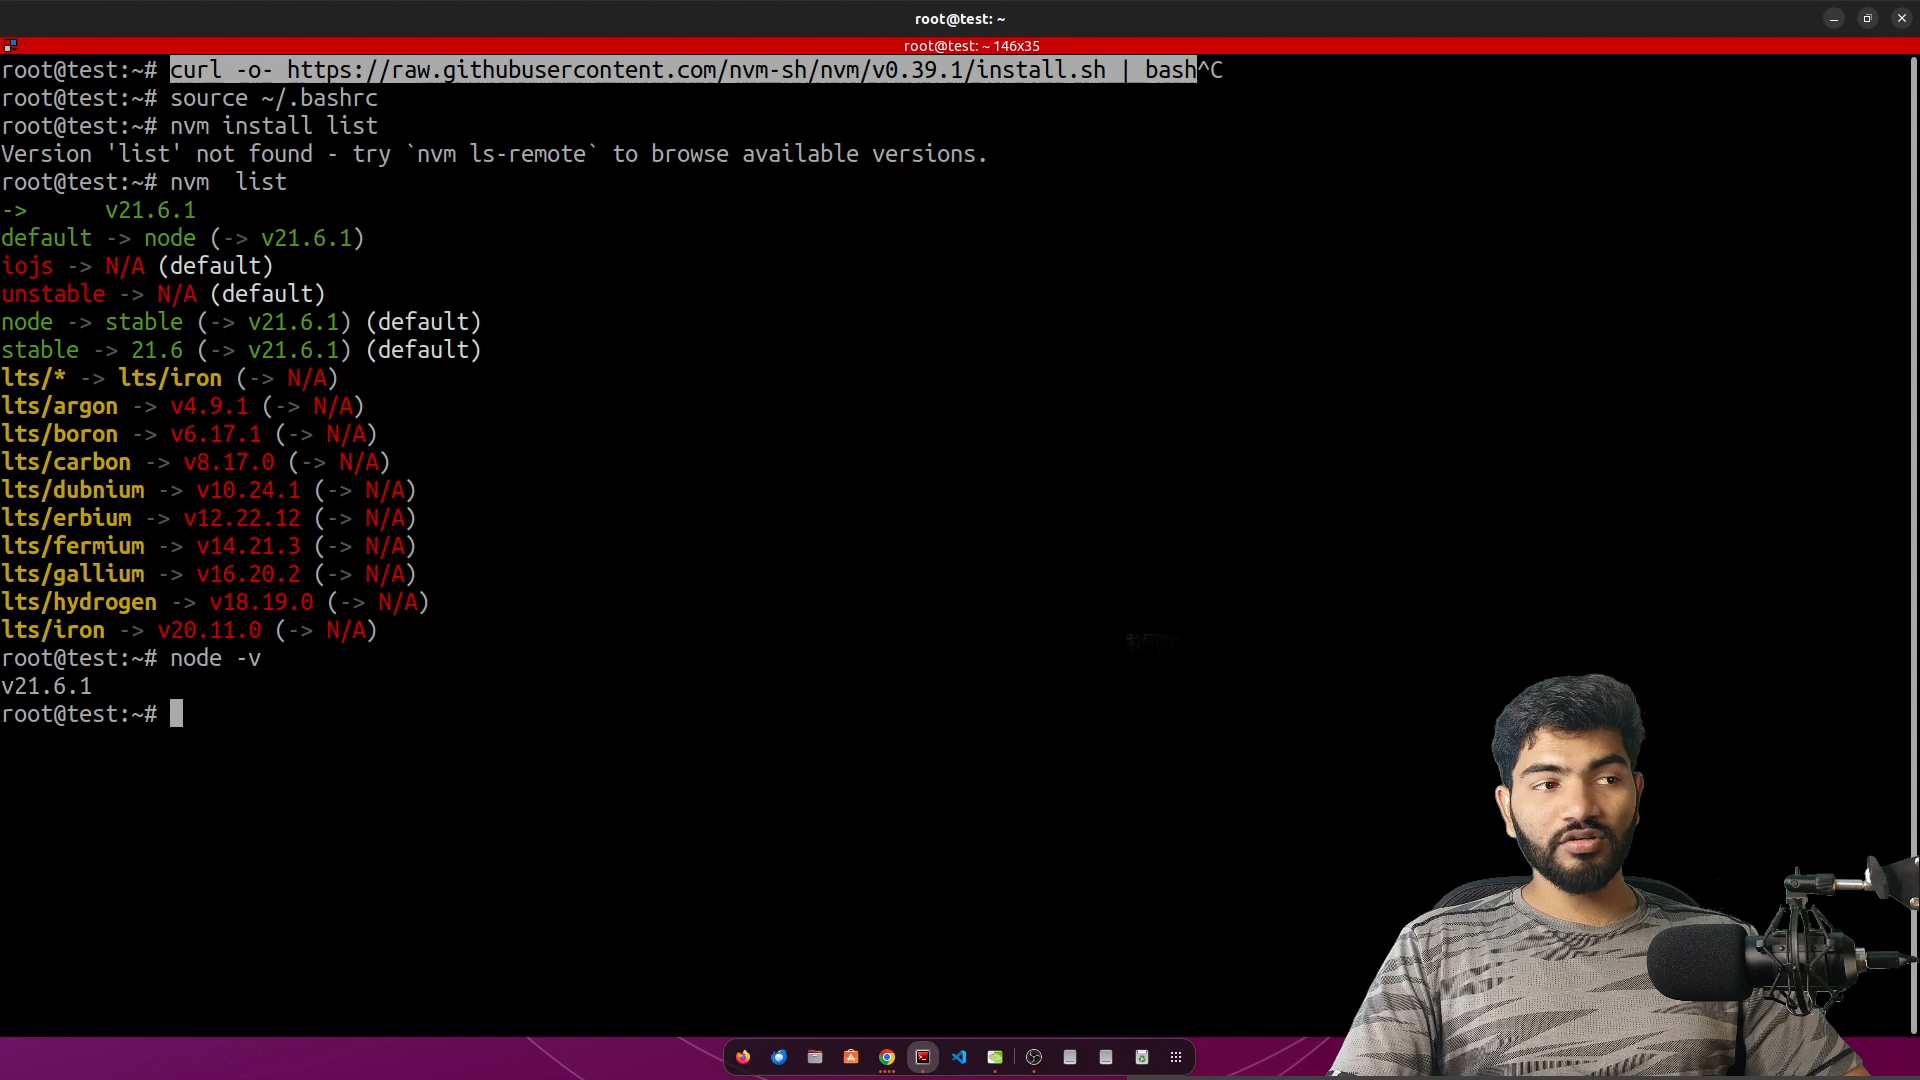 root@test: ~
root@test: ~ 146x35
root@test:~# curl -o- https://raw.githubusercontent.com/nvm-sh/nvm/v0.39.1/install.sh | bash^C
root@test:~# source ~/.bashrc
root@test:~# nvm install list
Version 'list' not found - try `nvm ls-remote` to browse available versions.
root@test:~# nvm  list
->      v21.6.1
default -> node (-> v21.6.1)
iojs -> N/A (default)
unstable -> N/A (default)
node -> stable (-> v21.6.1) (default)
stable -> 21.6 (-> v21.6.1) (default)
lts/* -> lts/iron (-> N/A)
lts/argon -> v4.9.1 (-> N/A)
lts/boron -> v6.17.1 (-> N/A)
lts/carbon -> v8.17.0 (-> N/A)
lts/dubnium -> v10.24.1 (-> N/A)
lts/erbium -> v12.22.12 (-> N/A)
lts/fermium -> v14.21.3 (-> N/A)
lts/gallium -> v16.20.2 (-> N/A)
lts/hydrogen -> v18.19.0 (-> N/A)
lts/iron -> v20.11.0 (-> N/A)
root@test:~# node -v
v21.6.1
root@test:~#